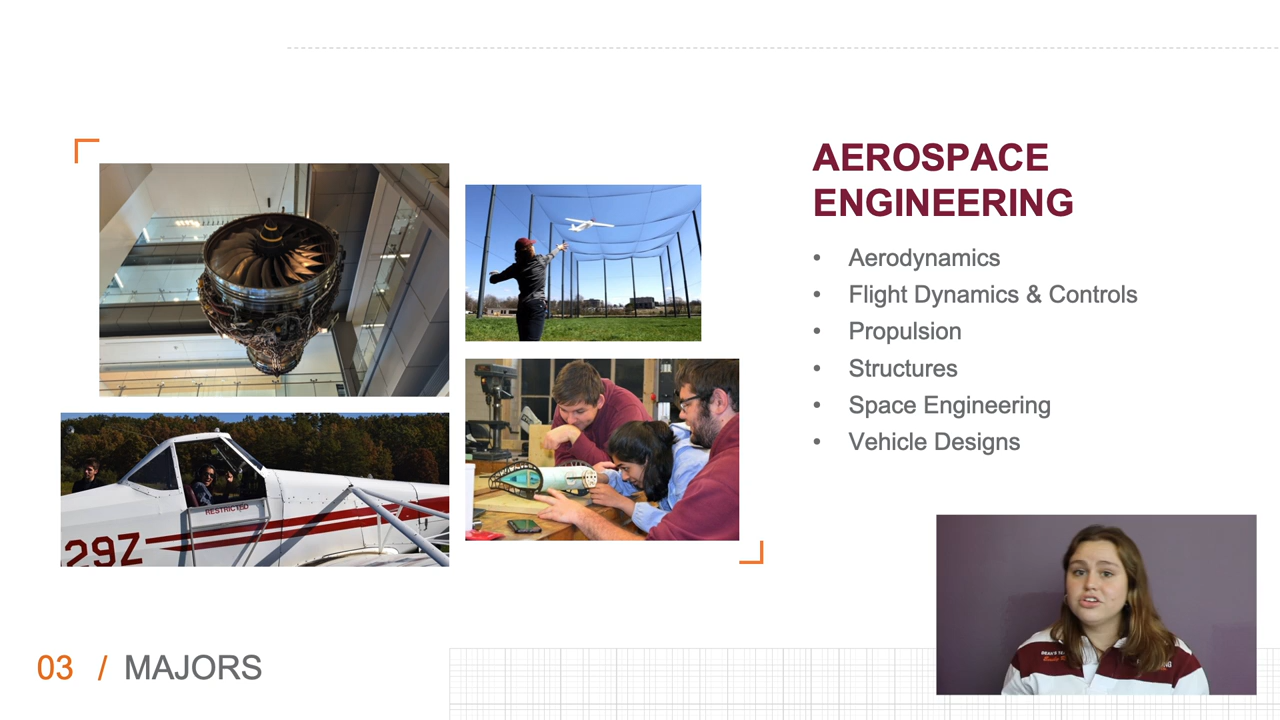 AEROSPACE
ENGINEERING
• Aerodynamics
• Flight Dynamics & Controls
• Propulsion
• Structures
• Space Engineering
• Vehicle Designs
RESTRICTED
29Z
03 / MAJORS